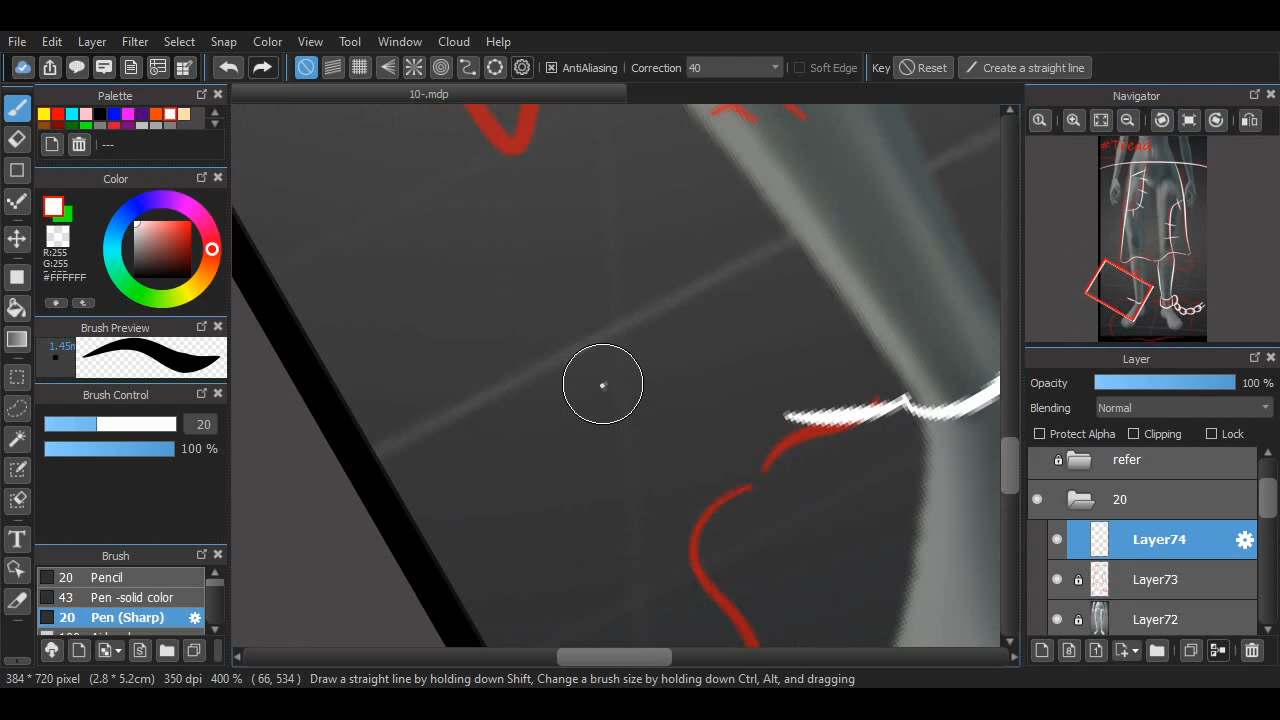 File Edit Layer Filter Select Snap Color View Tool Window Cloud Help
AntiAliasing Correction 40 Soft Edge Key Reset Create a straight line
Palette
10-.mdp
Navigator
---
#Tread
Color
R:255
G:255
#FFFFFF
Brush Preview
1.45m
Brush Control
20
100 %
Layer
Opacity 100 %
Blending Normal
Protect Alpha Clipping Lock
refer
20
Layer74
Layer73
Layer72
Brush
20 Pencil
43 Pen -solid color
20 Pen (Sharp)
384 * 720 pixel (2.8 * 5.2cm) 350 dpi 400 % ( 66, 534 ) Draw a straight line by holding down Shift, Change a brush size by holding down Ctrl, Alt, and dragging